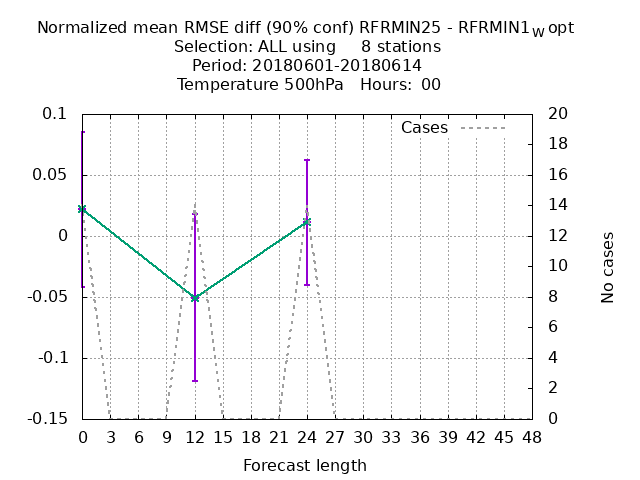 Normalized mean RMSE diff (90% conf) RFRMIN25 - RFRMIN1wopt
Selection: ALL using 8 stations
Period: 20180601-20180614
Temperature 500hPa Hours: 00
Cases
0.1
0.05
0
-0.05
-0.1
-0.15
20
18
16
14
12
10
8
6
4
2
0
No cases
0 3 6 9 12 15 18 21 24 27 30 33 36 39 42 45 48
Forecast length